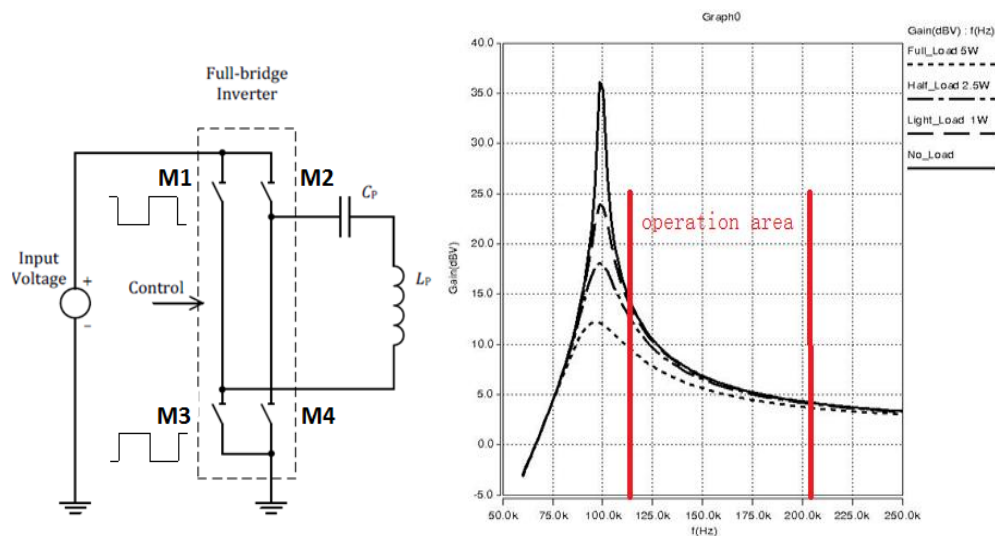 Full-bridge
Inverter
M1
M2
C_P
Input
Voltage
+
-
Control
L_P
M3
M4
Graph0
Gain(dBV) : f(Hz)
Full_Load 5W
Half_Load 2.5W
Light_Load 1W
No_Load
Gain(dBV)
40.0
35.0
30.0
25.0
20.0
15.0
10.0
5.0
0.0
-5.0
operation area
50.0k 75.0k 100.0k 125.0k 150.0k 175.0k 200.0k 225.0k 250.0k
f(Hz)